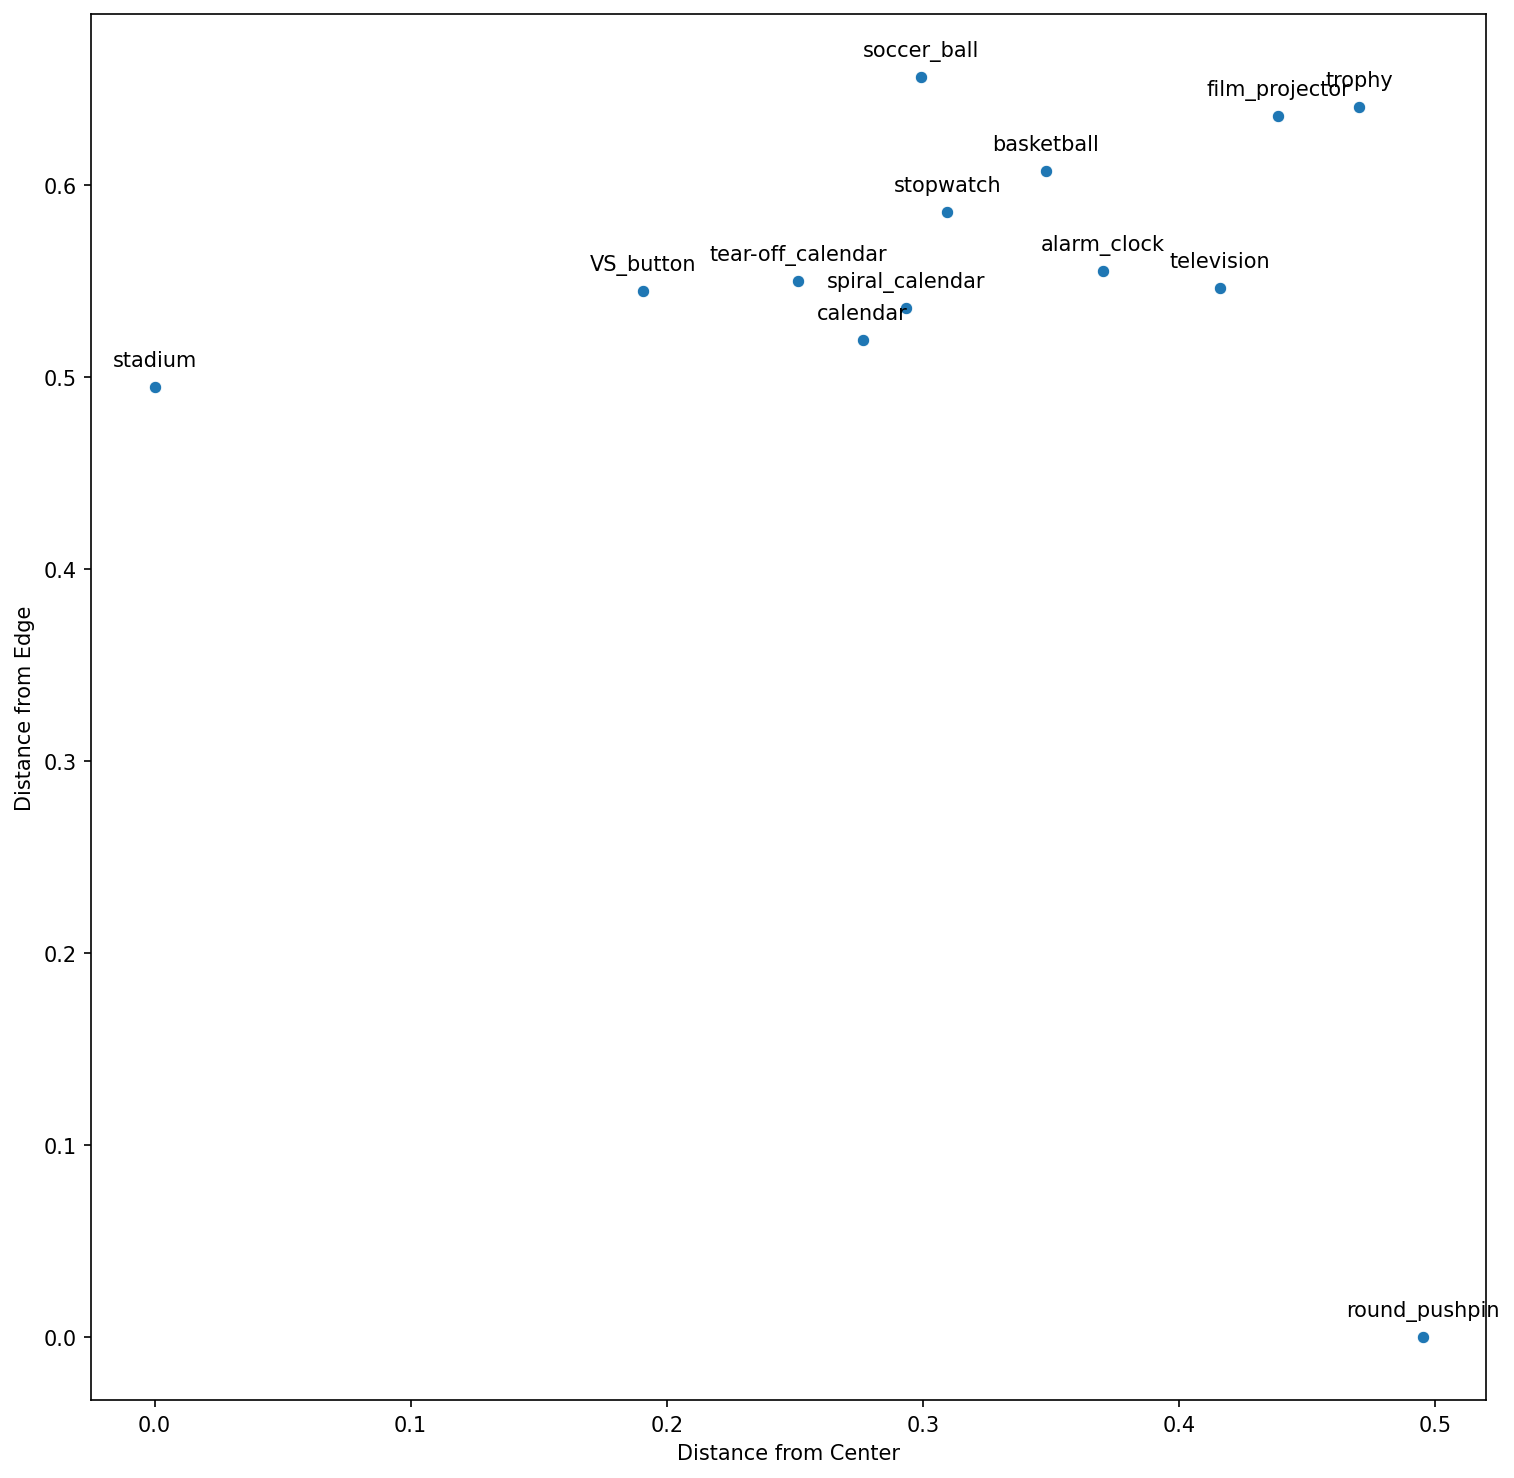 soccer_ball
trophy
film_projector
basketball
stopwatch
alarm_clock
tear-off_calendar
television
VS_button
spiral_calendar
calendar
stadium
round_pushpin
Distance from Edge
0.6
0.5
0.4
0.3
0.2
0.1
0.0
0.0
0.1
0.2
0.3
0.4
0.5
Distance from Center